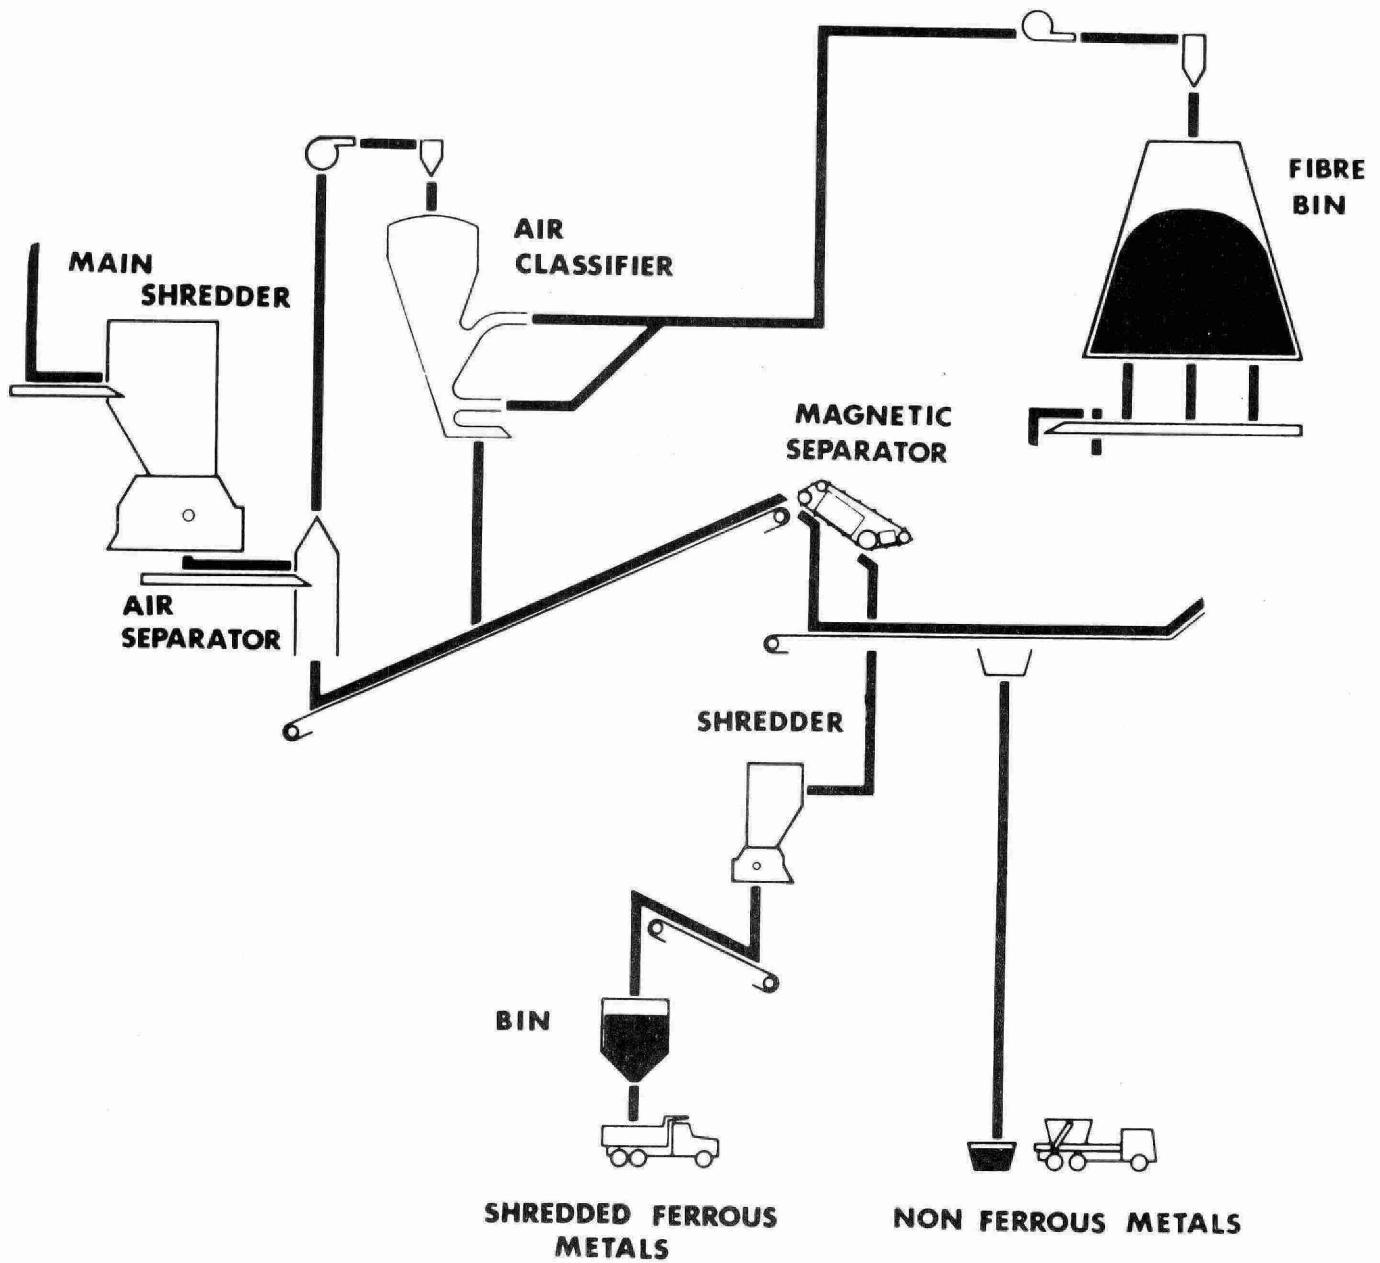 FIBRE
BIN
AIR
CLASSIFIER
MAIN
SHREDDER
MAGNETIC
SEPARATOR
AIR
SEPARATOR
SHREDDER
BIN
SHREDDED FERROUS
METALS
NON FERROUS METALS